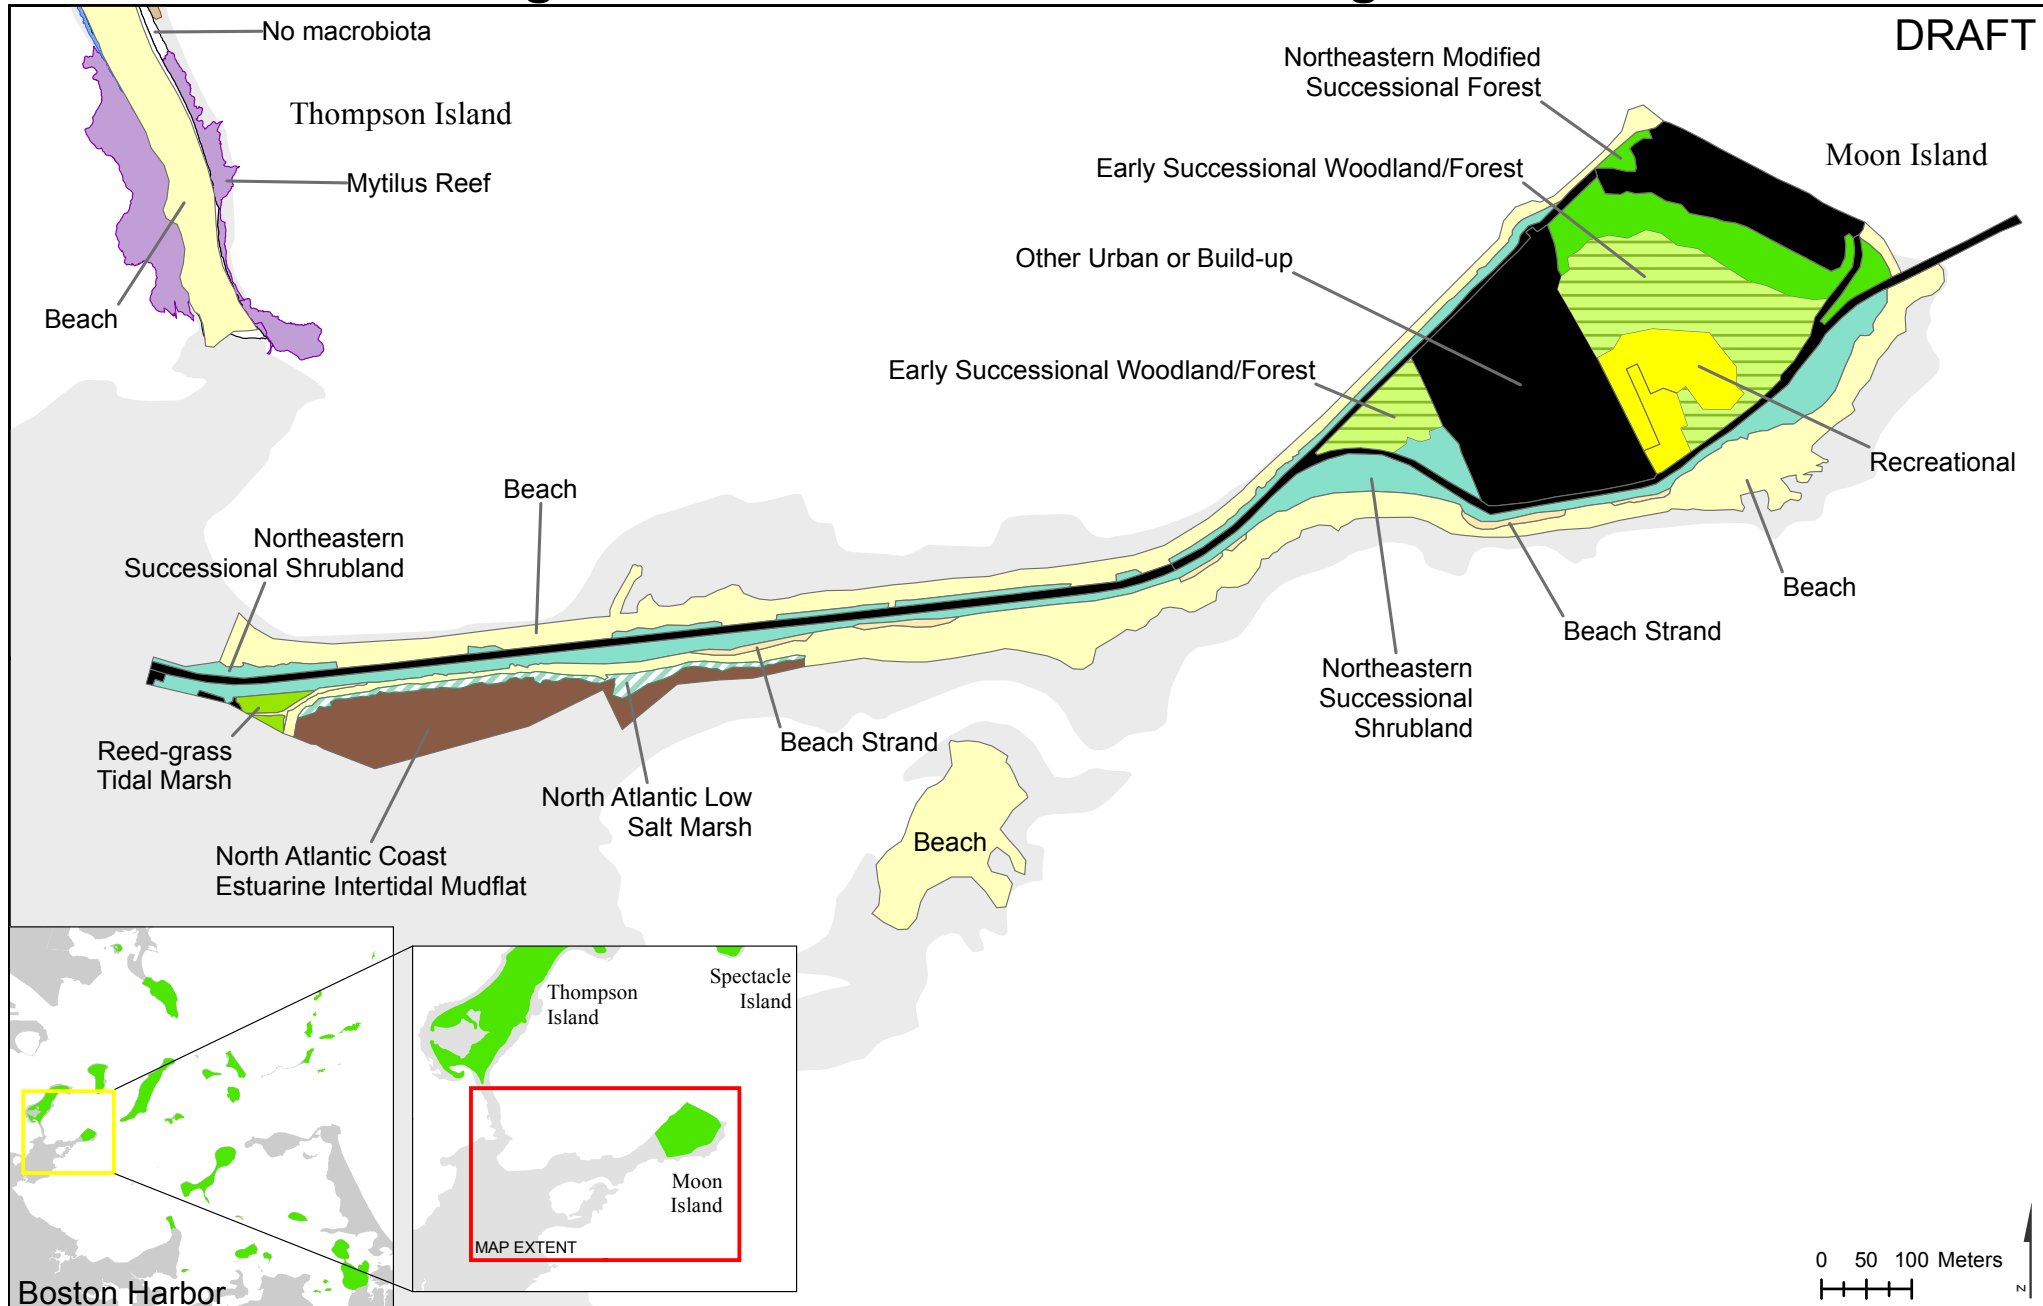 DRAFT
No macrobiota
Thompson Island
Mytilus Reef
Beach
Northeastern Modified
Successional Forest
Moon Island
Early Successional Woodland/Forest
Other Urban or Build-up
Early Successional Woodland/Forest
Recreational
Beach
Northeastern
Successional Shrubland
Beach
Beach Strand
Northeastern
Successional
Shrubland
Reed-grass
Tidal Marsh
Beach Strand
North Atlantic Low
Salt Marsh
North Atlantic Coast
Estuarine Intertidal Mudflat
Beach
Thompson
Island
Spectacle
Island
Moon
Island
MAP EXTENT
Boston Harbor
0 50 100 Meters
N